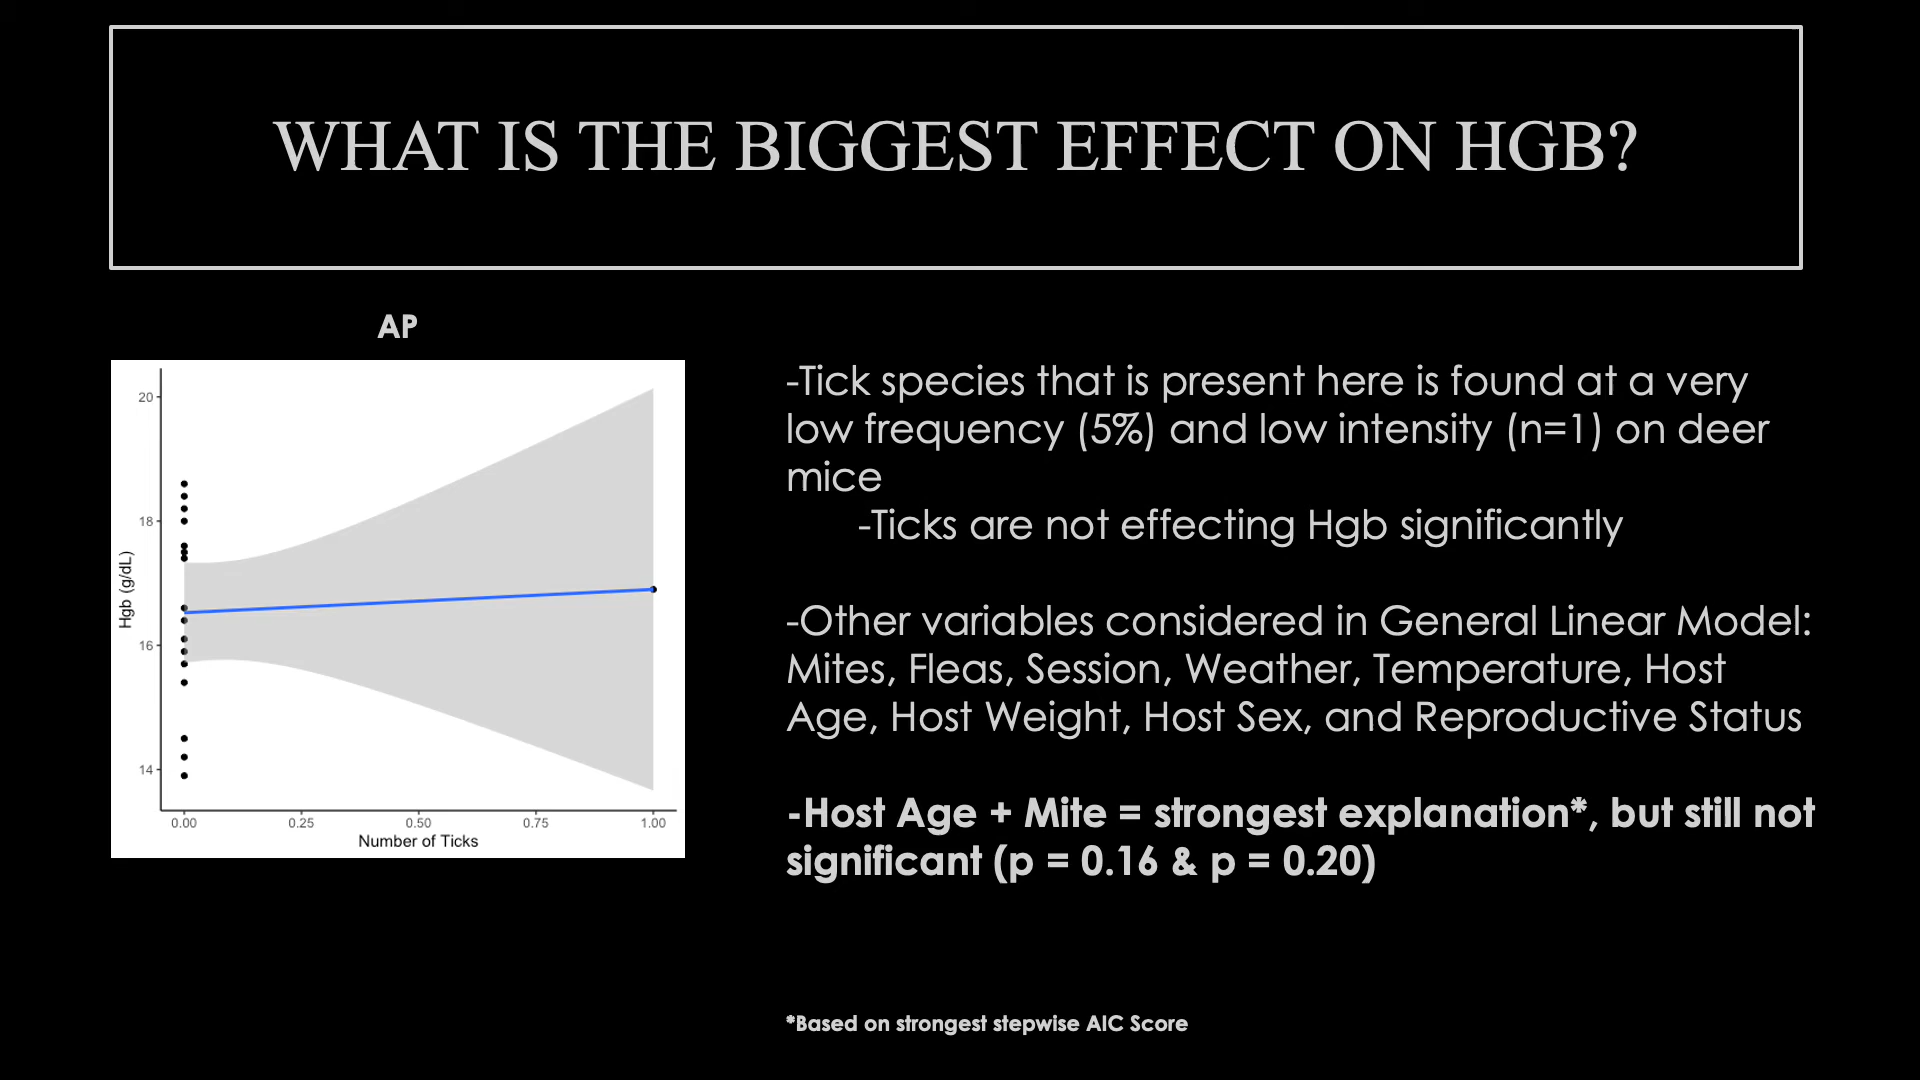 WHAT IS THE BIGGEST EFFECT ON HGB?
AP
20
18
16
14
Hgb (g/dL)
0.00 0.25 0.50 0.75 1.00
Number of Ticks
-Tick species that is present here is found at a very
low frequency (5%) and low intensity (n=1) on deer
mice
-Ticks are not effecting Hgb significantly
-Other variables considered in General Linear Model:
Mites, Fleas, Session, Weather, Temperature, Host
Age, Host Weight, Host Sex, and Reproductive Status
-Host Age + Mite = strongest explanation*, but still not
significant (p = 0.16 & p = 0.20)
*Based on strongest stepwise AIC Score